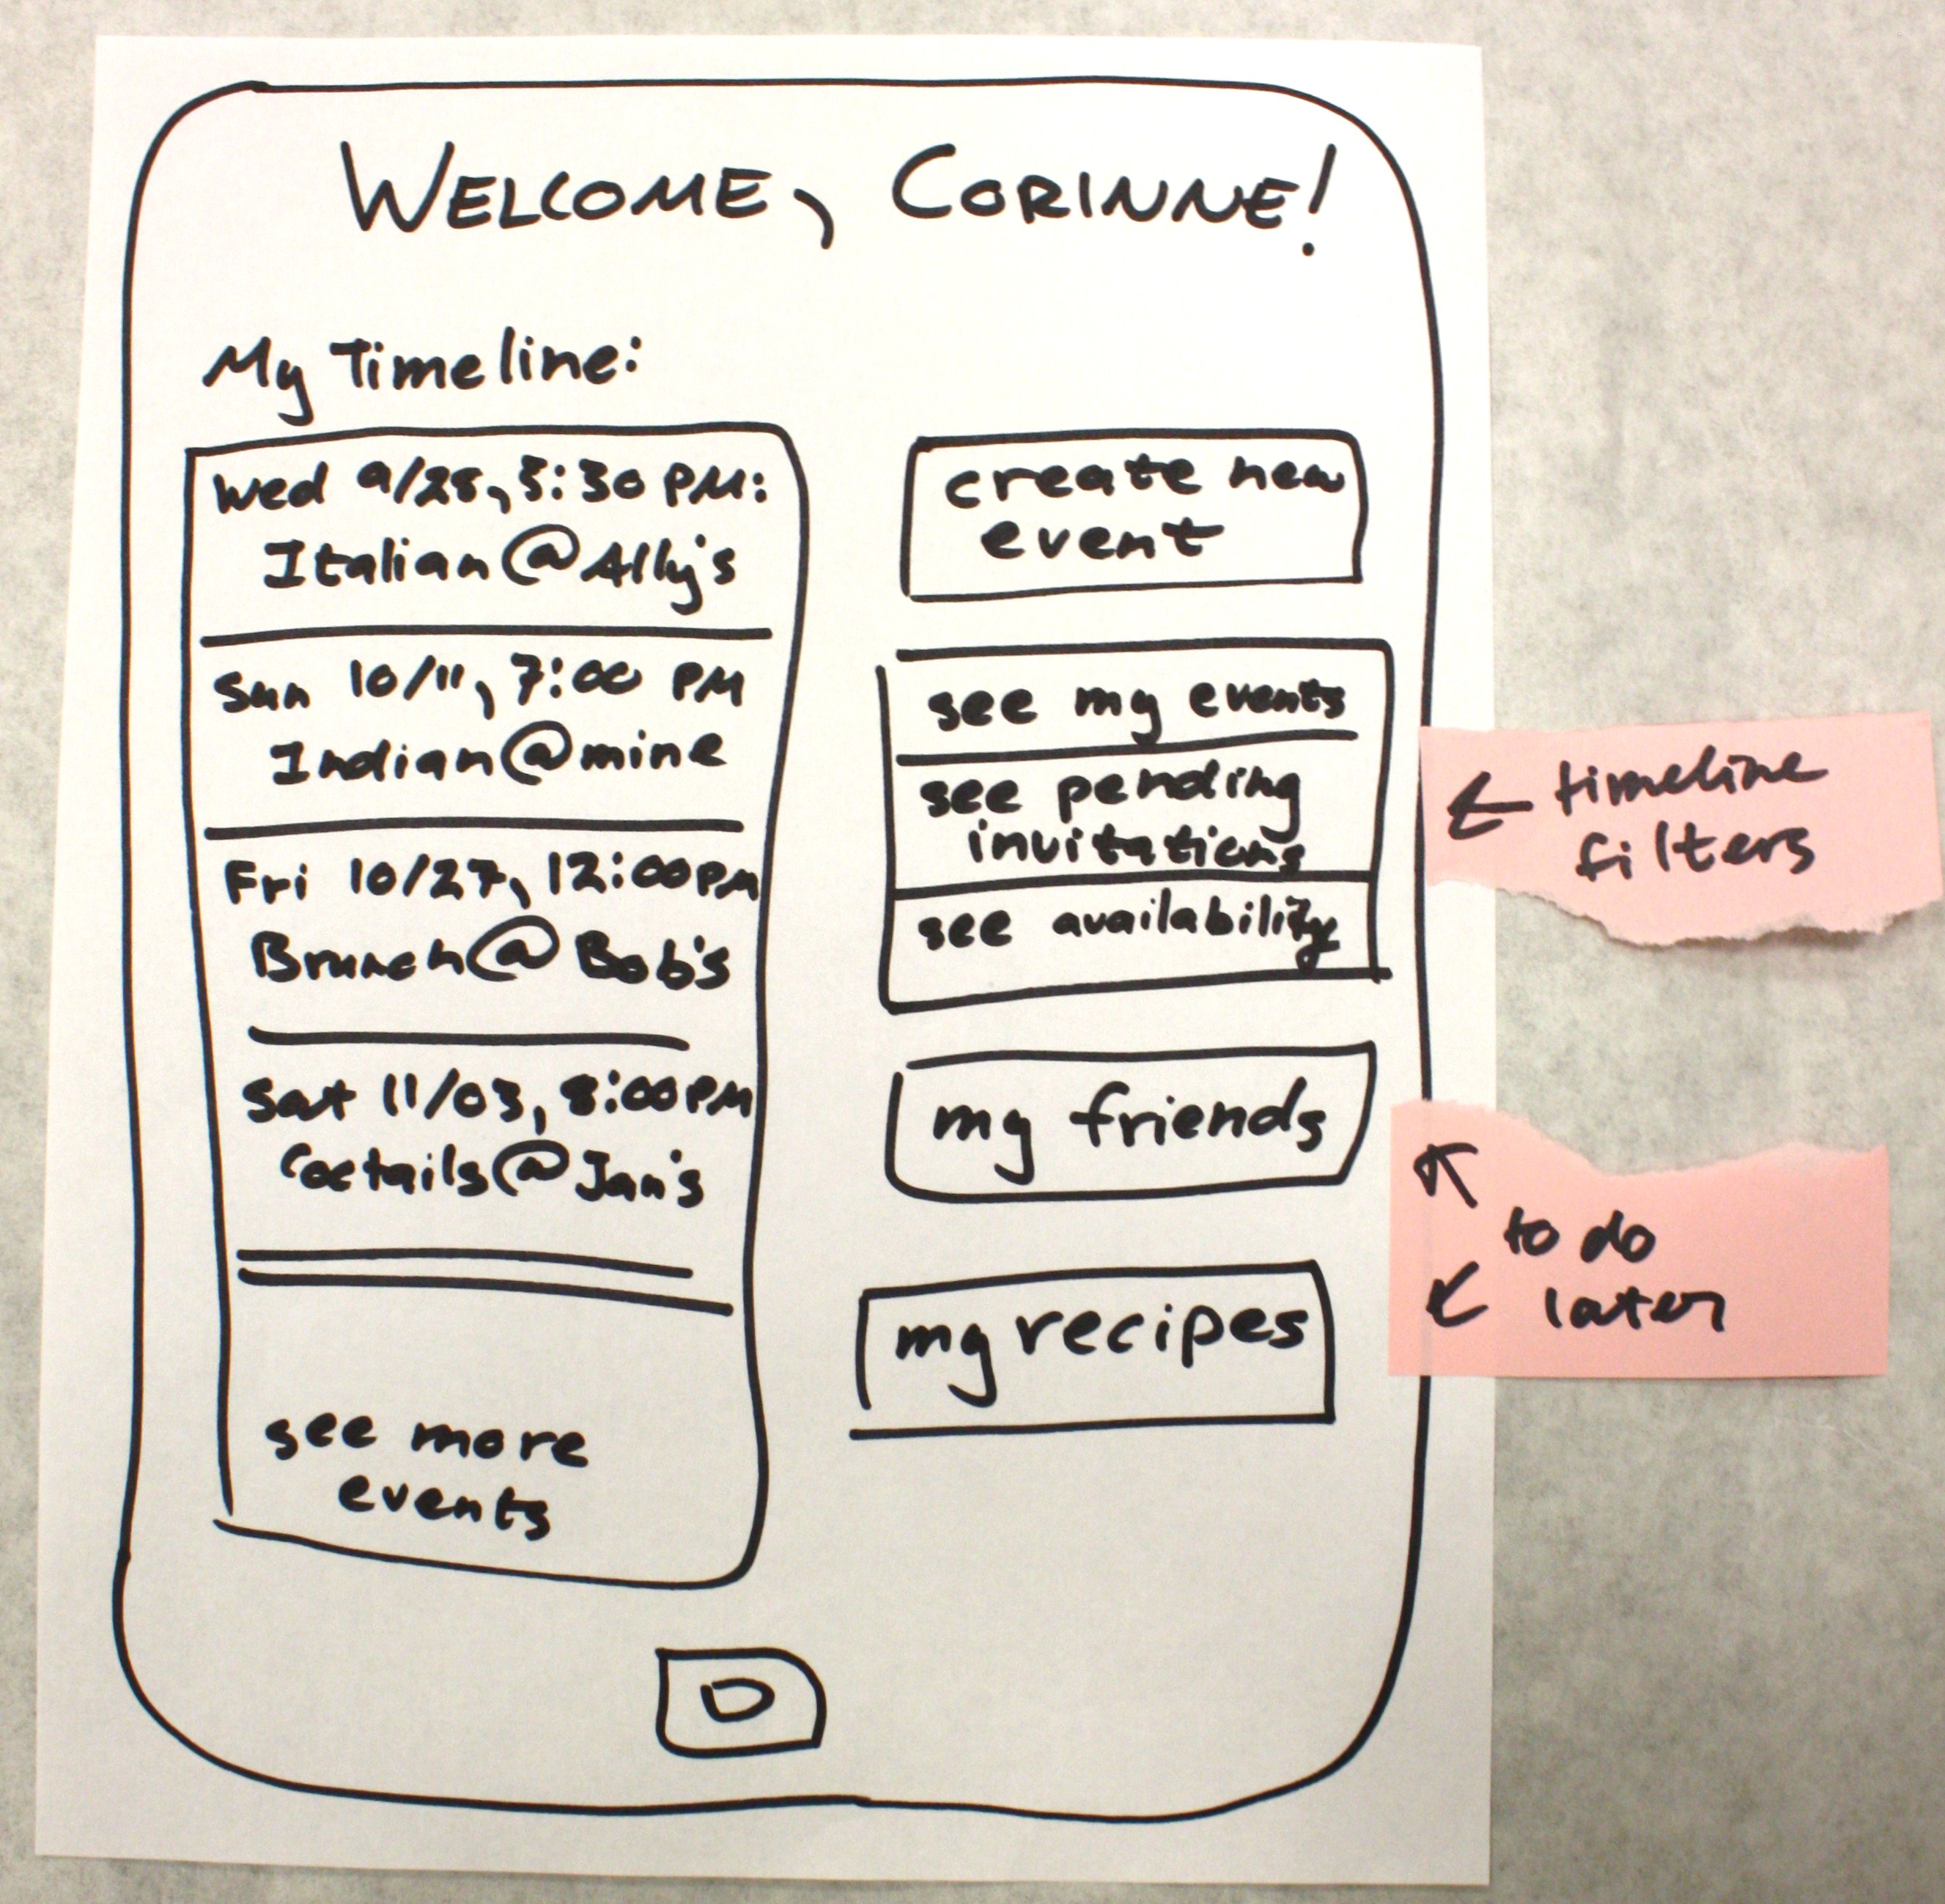 WELCOME, CORINNE!
My Timeline:
Wed 9/28, 5:30 PM:
Italian @ Ally's
Sun 10/11, 7:00 PM
Indian @ mine
Fri 10/27, 12:00PM
Brunch @ Bob's
Sat 11/03, 8:00PM
Coctails @ Jan's
see more
events
create new
event
see my events
see pending
invitations
see availability
my friends
my recipes
← timeline
filters
to do
later